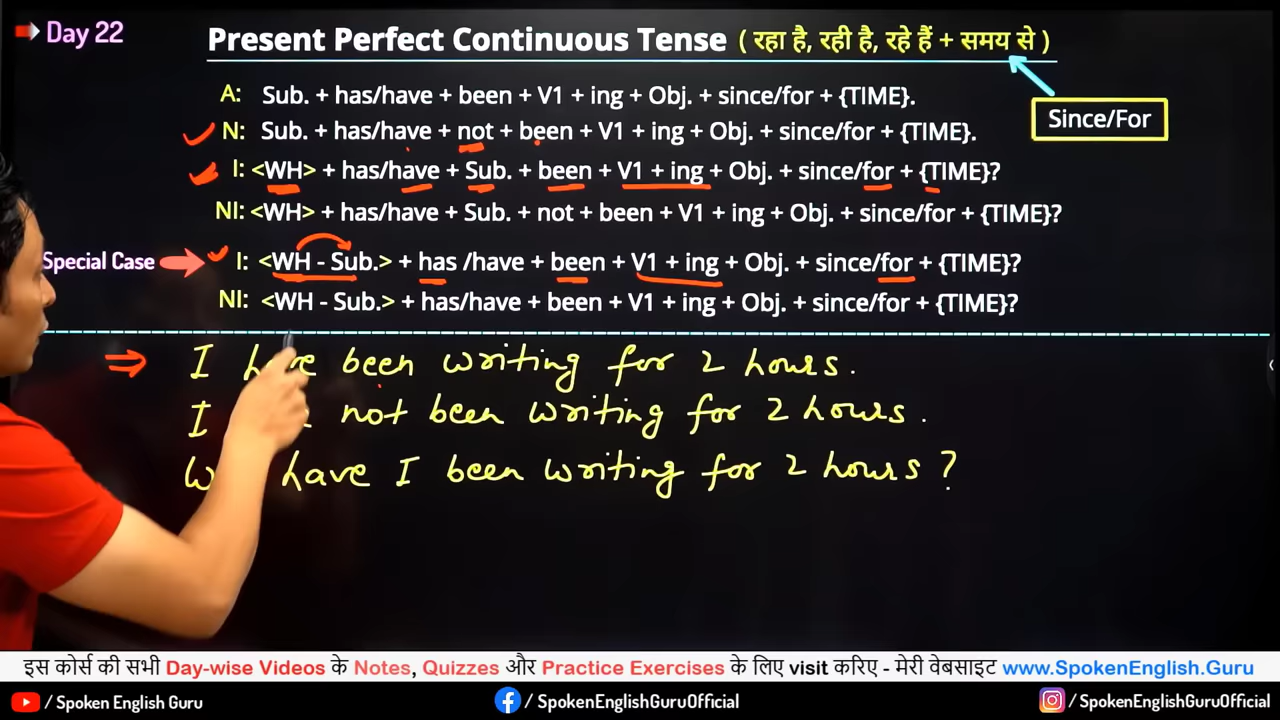 Day 22
Present Perfect Continuous Tense ( रहा है, रही है, रहे हैं + समय से )
Since/For
A: Sub. + has/have + been + V1 + ing + Obj. + since/for + {TIME}.
N: Sub. + has/have + not + been + V1 + ing + Obj. + since/for + {TIME}.
I: <WH> + has/have + Sub. + been + V1 + ing + Obj. + since/for + {TIME}?
NI: <WH> + has/have + Sub. + not + been + V1 + ing + Obj. + since/for + {TIME}?
Special Case I: <WH - Sub.> + has /have + been + V1 + ing + Obj. + since/for + {TIME}?
NI: <WH - Sub.> + has/have + been + V1 + ing + Obj. + since/for + {TIME}?
⇒ I have been writing for 2 hours.
I not been writing for 2 hours.
have I been writing for 2 hours?
इस कोर्स की सभी Day-wise Videos के Notes, Quizzes और Practice Exercises के लिए visit करिए - मेरी वेबसाइट www.SpokenEnglish.Guru
/ Spoken English Guru / SpokenEnglishGuruOfficial / SpokenEnglishGuruOfficial